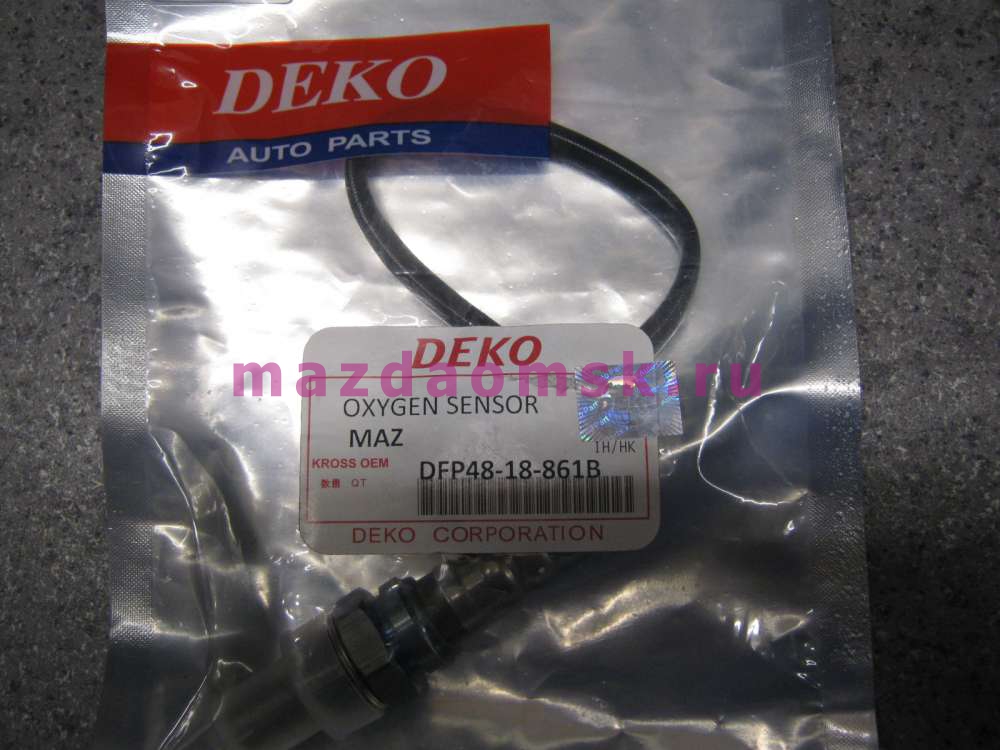 DEKO
AUTO PARTS
DEKO
mazdaomsk.ru
OXYGEN SENSOR
MAZ
IH/HK
KROSS OEM DFP48-18-861B
数量 QT
DEKO CORPORATION